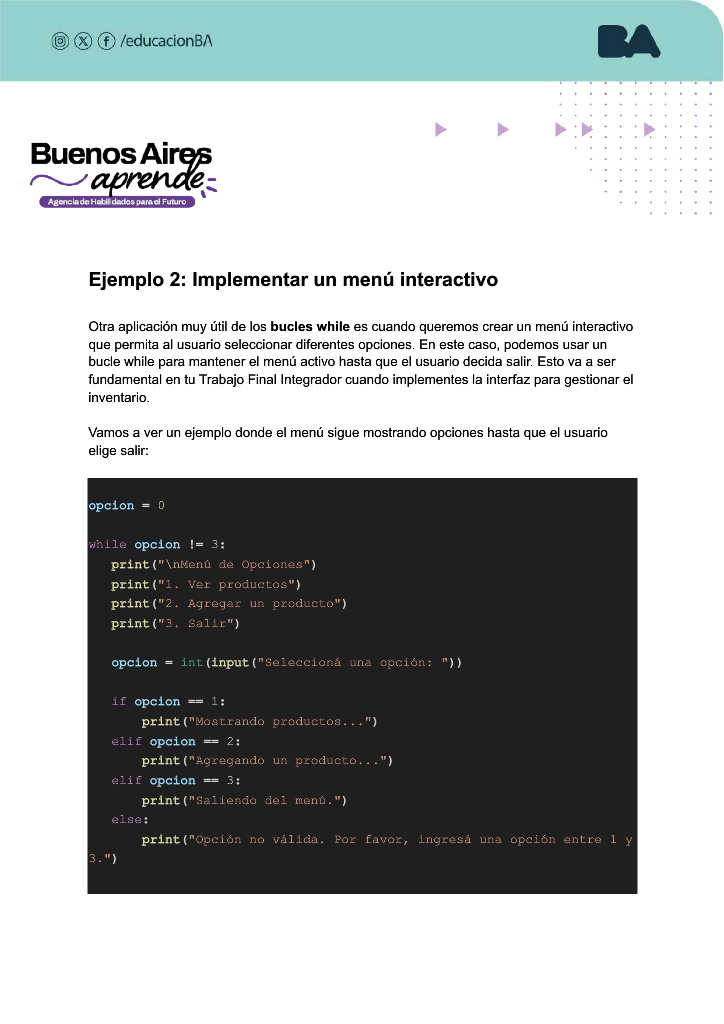 /educacionBA
BA
Buenos Aires
aprende
Agencia de Habilidades para el Futuro
Ejemplo 2: Implementar un menú interactivo
Otra aplicación muy útil de los bucles while es cuando queremos crear un menú interactivo
que permita al usuario seleccionar diferentes opciones. En este caso, podemos usar un
bucle while para mantener el menú activo hasta que el usuario decida salir. Esto va a ser
fundamental en tu Trabajo Final Integrador cuando implementes la interfaz para gestionar el
inventario.
Vamos a ver un ejemplo donde el menú sigue mostrando opciones hasta que el usuario
elige salir:
opcion = 0
while opcion != 3:
    print("\nMenú de Opciones")
    print("1. Ver productos")
    print("2. Agregar un producto")
    print("3. Salir")
    opcion = int(input("Seleccioná una opción: "))
    if opcion == 1:
        print("Mostrando productos...")
    elif opcion == 2:
        print("Agregando un producto...")
    elif opcion == 3:
        print("Saliendo del menú.")
    else:
        print("Opción no válida. Por favor, ingresá una opción entre 1 y
3.")